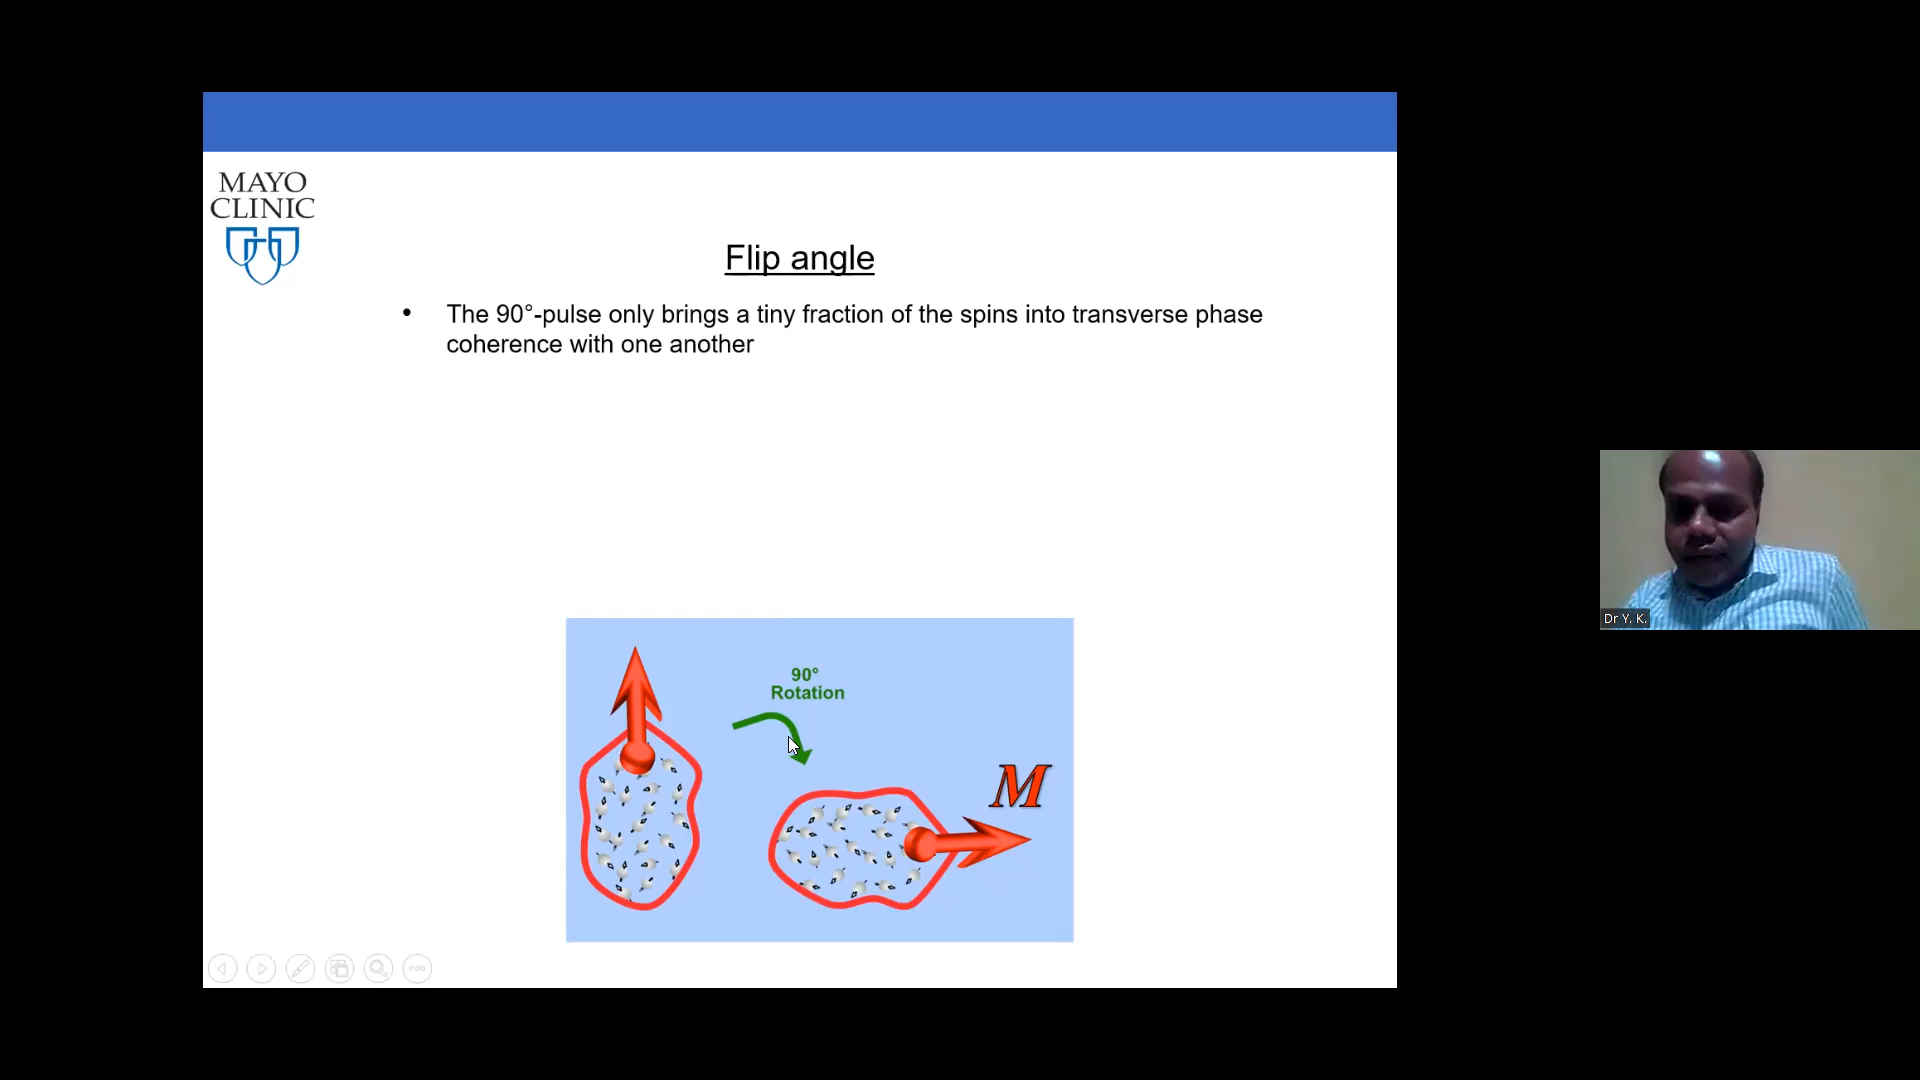 MAYO
CLINIC
Flip angle
• The 90°-pulse only brings a tiny fraction of the spins into transverse phase
coherence with one another
90°
Rotation
M
Dr Y. K.